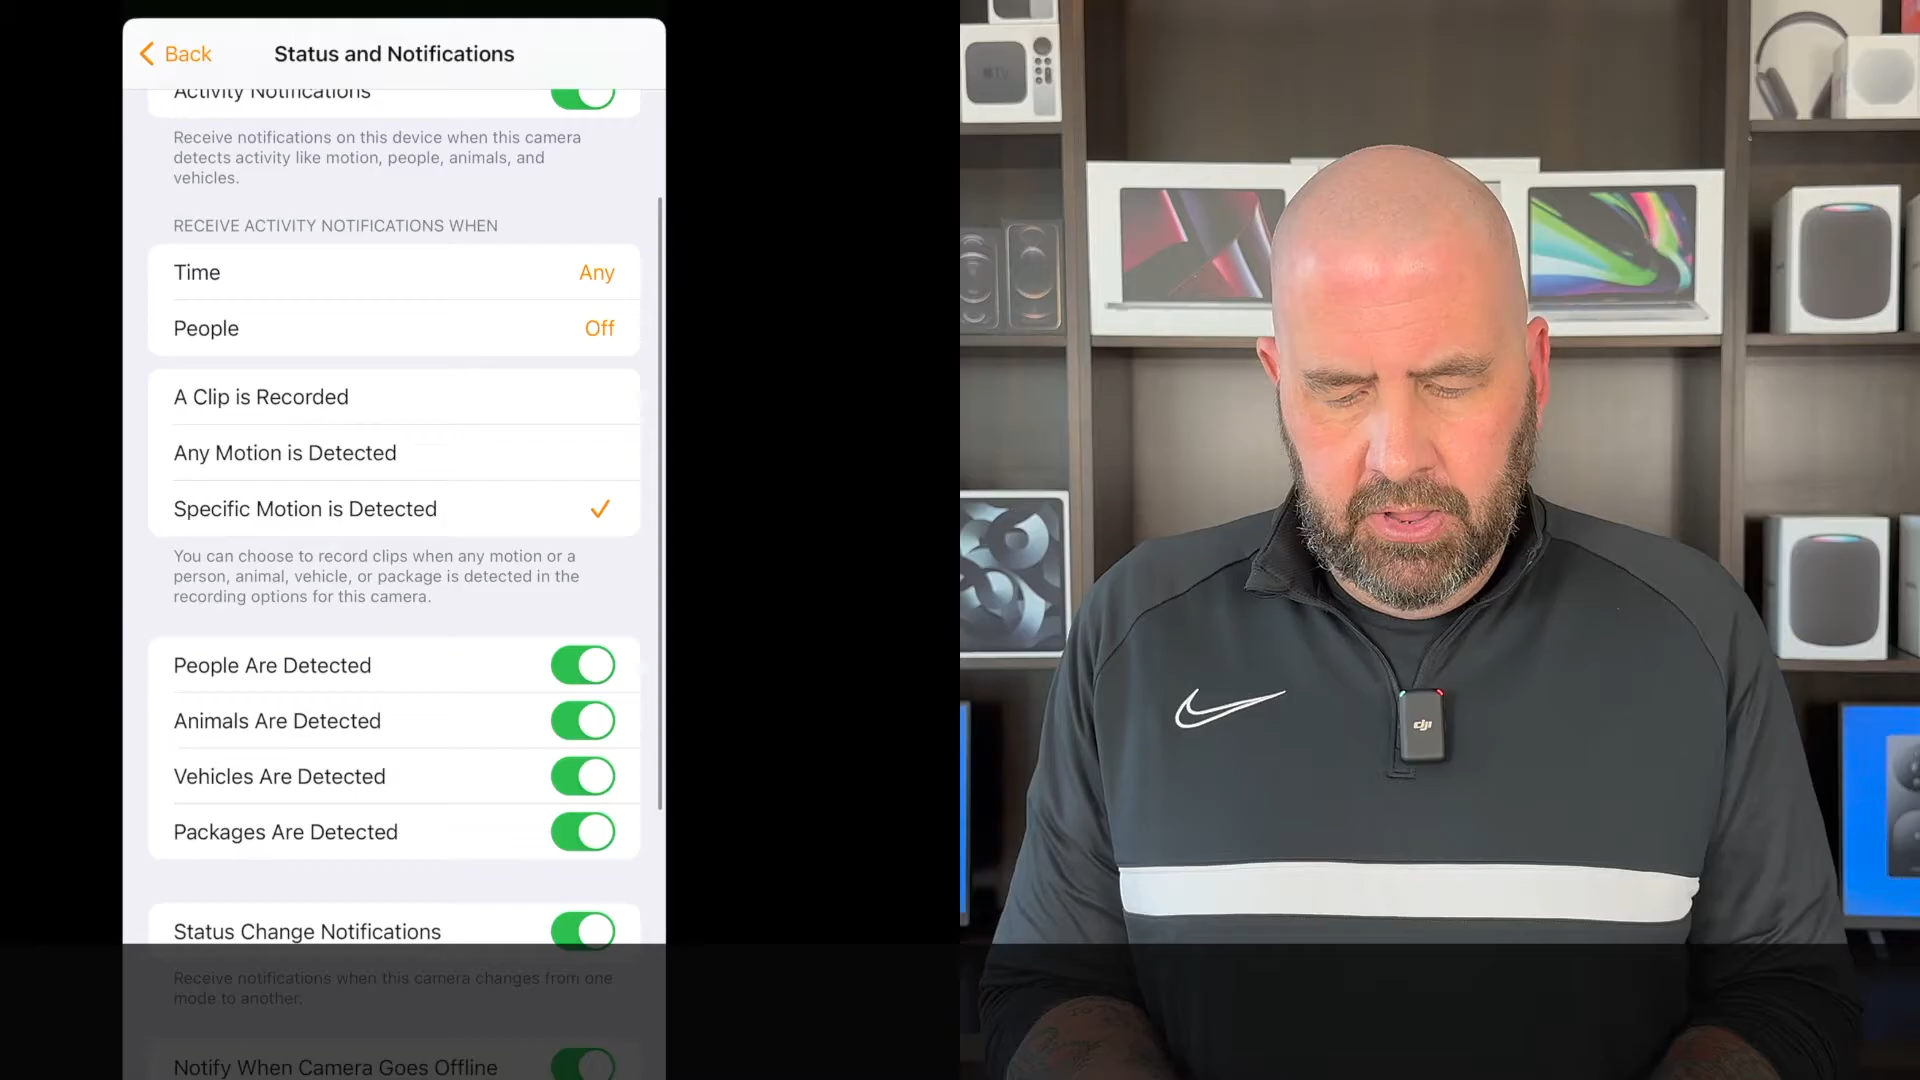 Back
Status and Notifications
Activity Notifications
Receive notifications on this device when this camera
detects activity like motion, people, animals, and
vehicles.
RECEIVE ACTIVITY NOTIFICATIONS WHEN
Time
Any
People
Off
A Clip is Recorded
Any Motion is Detected
Specific Motion is Detected
You can choose to record clips when any motion or a
person, animal, vehicle, or package is detected in the
recording options for this camera.
People Are Detected
Animals Are Detected
Vehicles Are Detected
Packages Are Detected
Status Change Notifications
Receive notifications when this camera changes from one
mode to another.
Notify When Camera Goes Offline
tv
dji